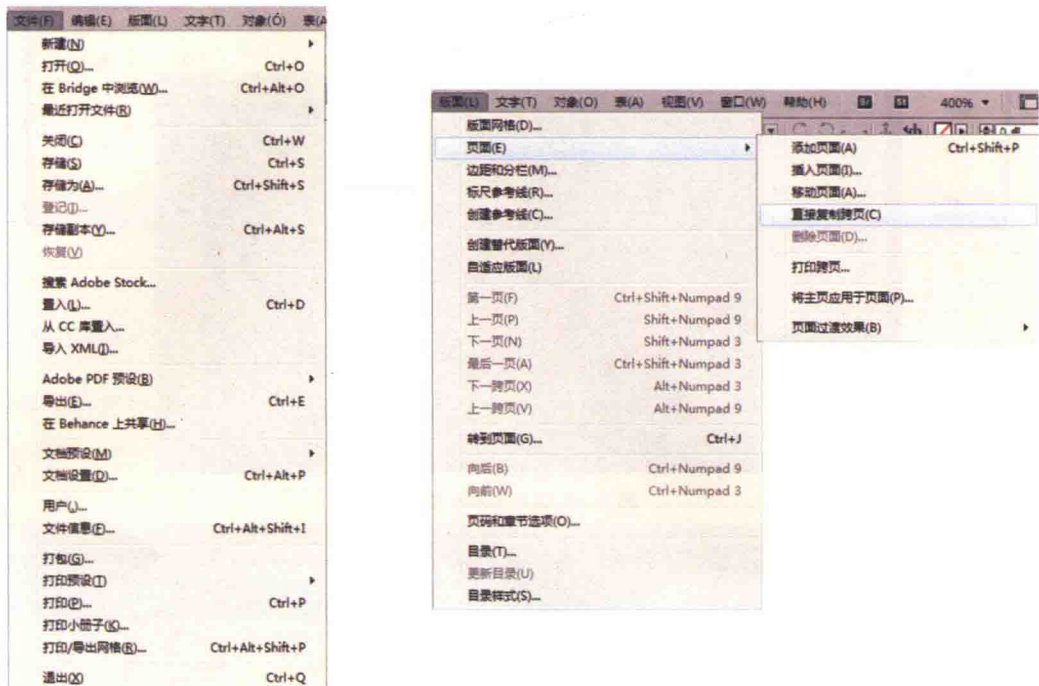 文件(F) 编辑(E) 版面(L) 文字(T) 对象(O) 表(A
新建(N)
打开(O)... Ctrl+O
在 Bridge 中浏览(W)... Ctrl+Alt+O
最近打开文件(R)
关闭(C) Ctrl+W
存储(S) Ctrl+S
存储为(A)... Ctrl+Shift+S
登记(I)...
存储副本(Y)... Ctrl+Alt+S
恢复(V)
搜索 Adobe Stock...
置入(L)... Ctrl+D
从 CC 库置入...
导入 XML(I)...
Adobe PDF 预设(B)
导出(E)... Ctrl+E
在 Behance 上共享(H)...
文档预设(M)
文档设置(D)... Ctrl+Alt+P
用户(,)...
文件信息(F)... Ctrl+Alt+Shift+I
打包(G)...
打印预设(T)
打印(P)... Ctrl+P
打印小册子(K)...
打印/导出网格(R)... Ctrl+Alt+Shift+P
退出(X) Ctrl+Q
版面(L) 文字(T) 对象(O) 表(A) 视图(V) 窗口(W) 帮助(H) Br St 400%
版面网格(D)...
页面(E)
边距和分栏(M)...
标尺参考线(R)...
创建参考线(C)...
创建替代版面(Y)...
自适应版面(L)
第一页(F) Ctrl+Shift+Numpad 9
上一页(P) Shift+Numpad 9
下一页(N) Shift+Numpad 3
最后一页(A) Ctrl+Shift+Numpad 3
下一跨页(X) Alt+Numpad 3
上一跨页(V) Alt+Numpad 9
转到页面(G)... Ctrl+J
向后(B) Ctrl+Numpad 9
向前(W) Ctrl+Numpad 3
页码和章节选项(O)...
目录(T)...
更新目录(U)
目录样式(S)...
添加页面(A) Ctrl+Shift+P
插入页面(I)...
移动页面(A)...
直接复制跨页(C)
删除页面(D)...
打印跨页...
将主页应用于页面(P)...
页面过渡效果(B)